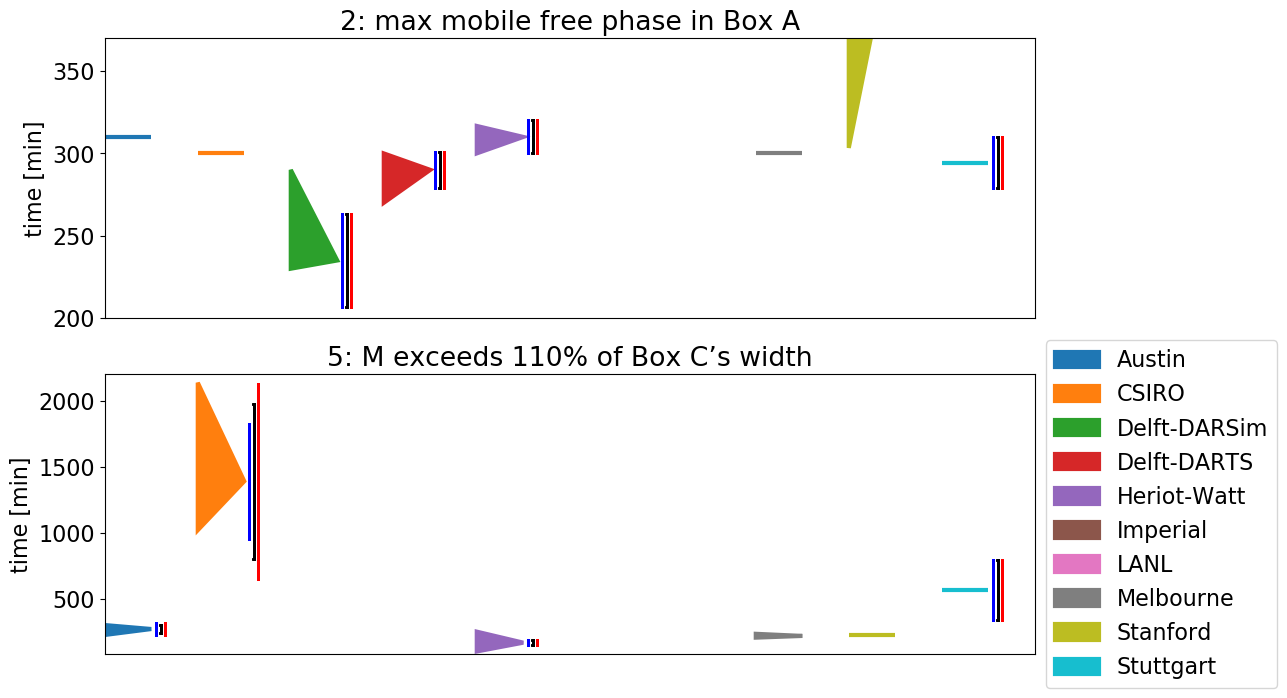 2: max mobile free phase in Box A
350
300
250
200
time [min]
5: M exceeds 110% of Box C’s width
2000
1500
1000
500
time [min]
Austin
CSIRO
Delft-DARSim
Delft-DARTS
Heriot-Watt
Imperial
LANL
Melbourne
Stanford
Stuttgart